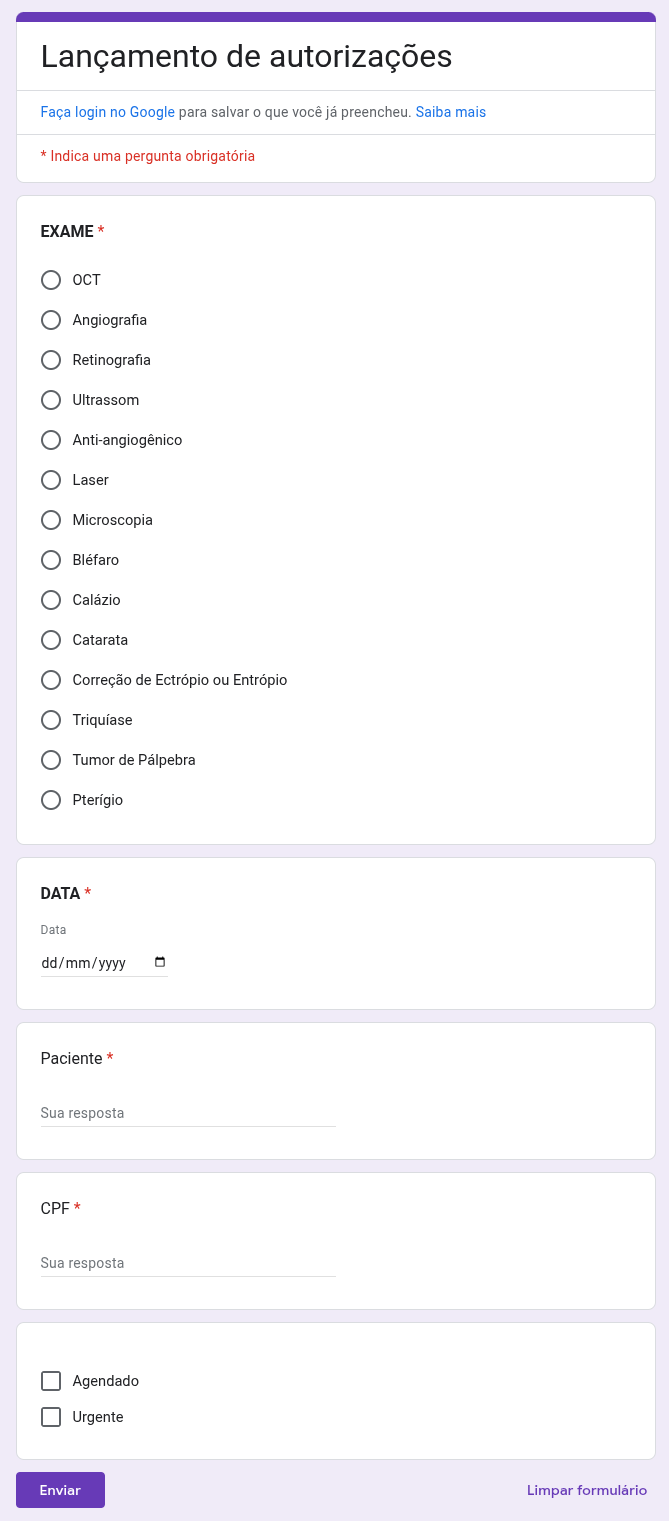 Lançamento de autorizações
Faça login no Google para salvar o que você já preencheu. Saiba mais
* Indica uma pergunta obrigatória
EXAME *
OCT
Angiografia
Retinografia
Ultrassom
Anti-angiogênico
Laser
Microscopia
Bléfaro
Calázio
Catarata
Correção de Ectrópio ou Entrópio
Triquíase
Tumor de Pálpebra
Pterígio
DATA *
Data
dd/mm/yyyy
Paciente *
Sua resposta
CPF *
Sua resposta
Agendado
Urgente
Enviar Limpar formulário